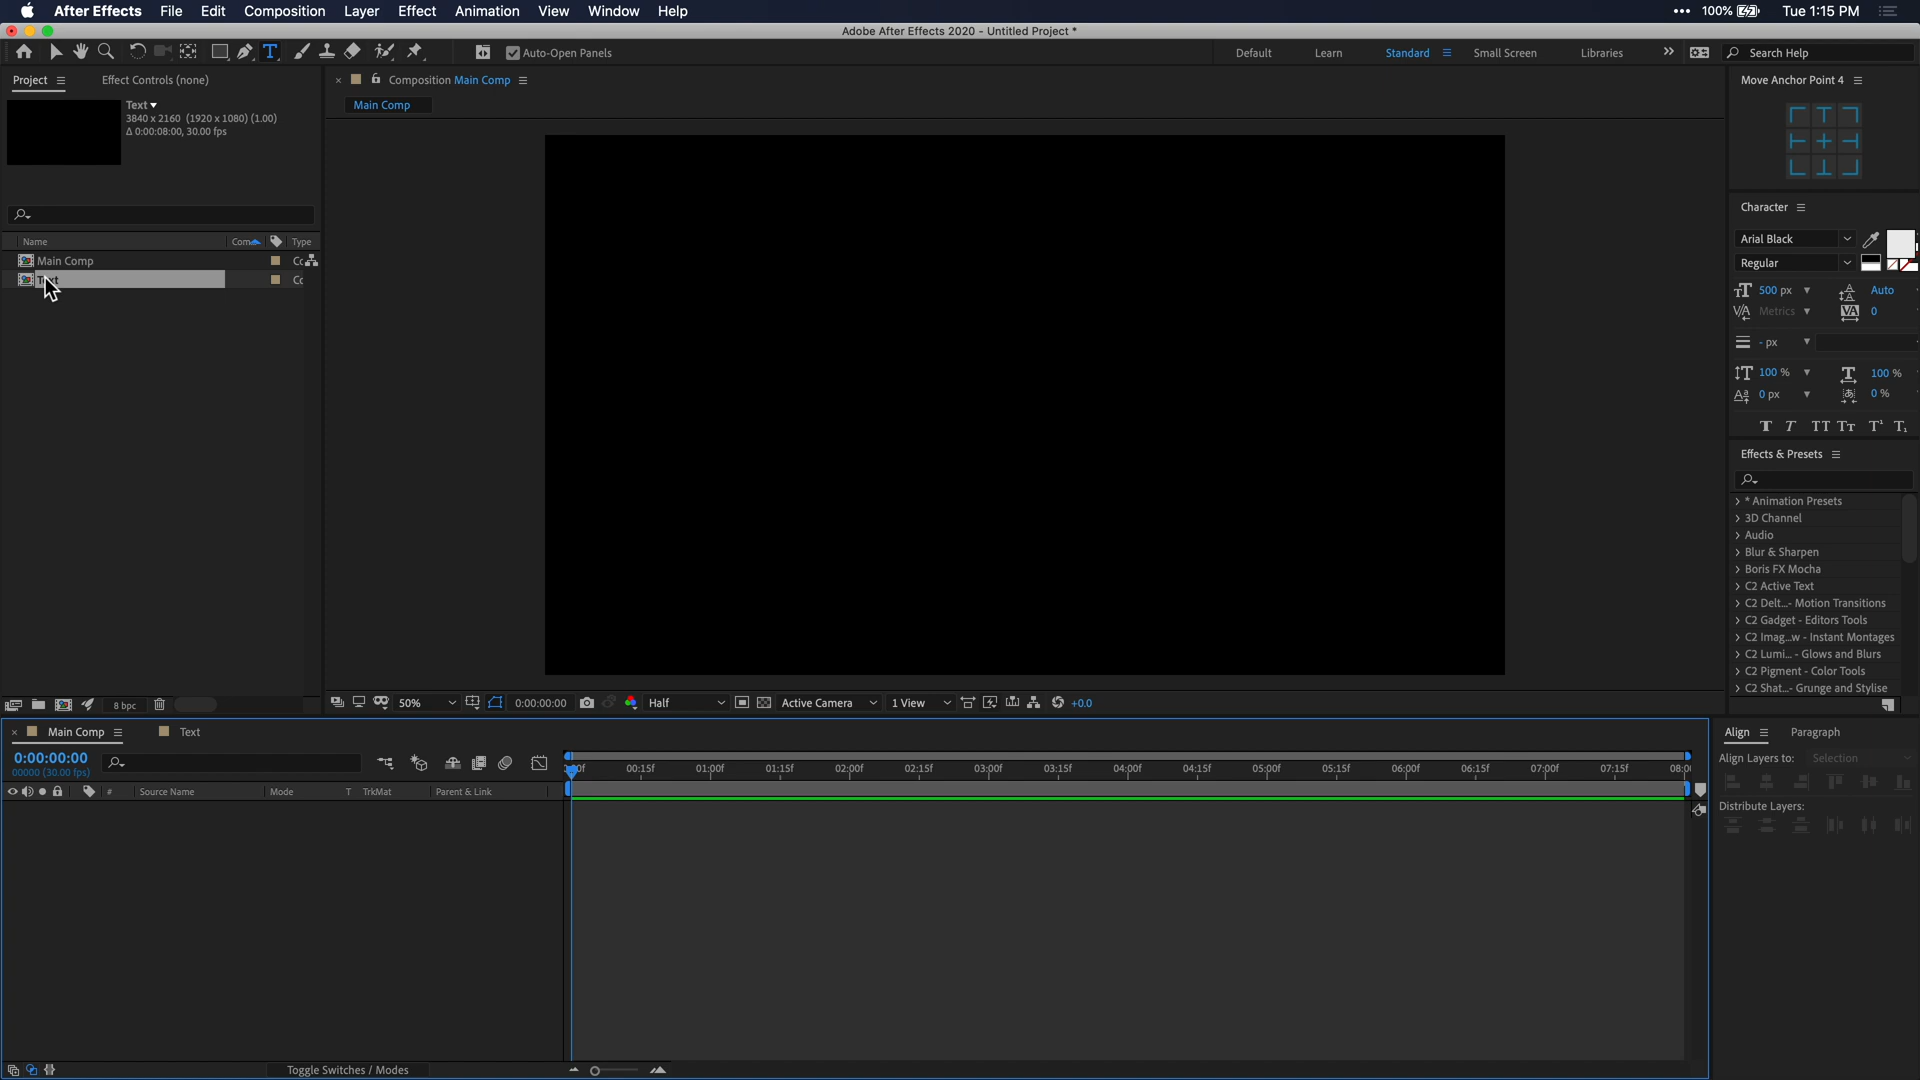 After Effects File Edit Composition Layer Effect Animation View Window Help 100% Tue 1:15 PM
Adobe After Effects 2020 - Untitled Project *
Auto-Open Panels Default Learn Standard Small Screen Libraries Search Help
Project Effect Controls (none) Composition Main Comp Move Anchor Point 4
Main Comp
Text
3840 x 2160 (1920 x 1080) (1.00)
Δ 0:00:08:00, 30.00 fps
Name Type
Main Comp
Character
Arial Black
Regular
500 px Auto
Metrics 0
- px
100 % 100 %
0 px 0 %
T T TT Tт T¹ T₁
Effects & Presets
* Animation Presets
3D Channel
Audio
Blur & Sharpen
Boris FX Mocha
C2 Active Text
C2 Delt...- Motion Transitions
C2 Gadget - Editors Tools
C2 Imag...w - Instant Montages
C2 Lumi... - Glows and Blurs
C2 Pigment - Color Tools
C2 Shat...- Grunge and Stylise
8 bpc 50% 0:00:00:00 Half Active Camera 1 View +0.0
Main Comp Text
0:00:00:00
00000 (30.00 fps)
00:15f 01:00f 01:15f 02:00f 02:15f 03:00f 03:15f 04:00f 04:15f 05:00f 05:15f 06:00f 06:15f 07:00f 07:15f
# Source Name Mode T TrkMat Parent & Link
Align Paragraph
Align Layers to: Selection
Distribute Layers:
Toggle Switches / Modes